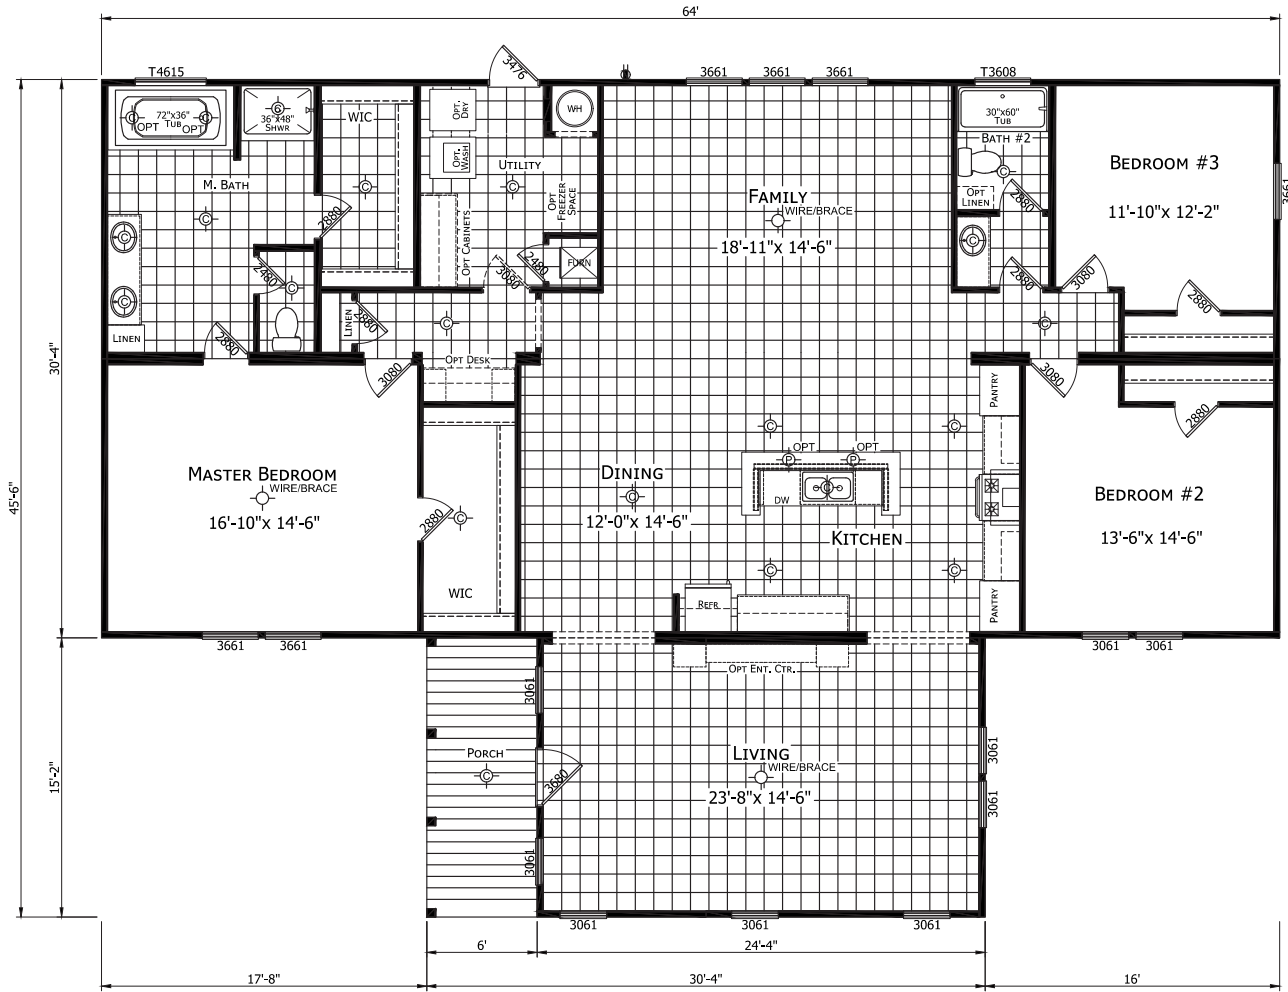 64'
T4615
3476
3661
3661
3661
T3608
72"x36"
TUB
OPT
OPT
6
36"x48"
SHWR
WIC
OPT.
DRY
WH
30"x60"
TUB
OPT.
WASH
UTILITY
BATH #2
BEDROOM #3
11'-10"x 12'-2"
3661
M. BATH
C
C
C
FAMILY
WIRE/BRACE
18'-11"x 14'-6"
OPT
LINEN
C
2880
2880
OPT
FREEZER
SPACE
OPT CABINETS
C
C
C
2480
C
2480
FURN
3080
2880
3080
2880
C
LINEN
LINEN
2880
C
C
2880
OPT DESK
3080
3080
PANTRY
2880
30'-4"
45'-6"
C
C
OPT
OPT
P
P
MASTER BEDROOM
WIRE/BRACE
16'-10"x 14'-6"
DINING
C
12'-0"x 14'-6"
DW
C
KITCHEN
BEDROOM #2
13'-6"x 14'-6"
2880
C
C
C
WIC
REFR
PANTRY
3661
3661
3061
3061
OPT ENT. CTR.
3061
15'-2"
PORCH
C
3680
LIVING
WIRE/BRACE
23'-8"x 14'-6"
3061
3061
3061
3061
3061
3061
6'
24'-4"
17'-8"
30'-4"
16'